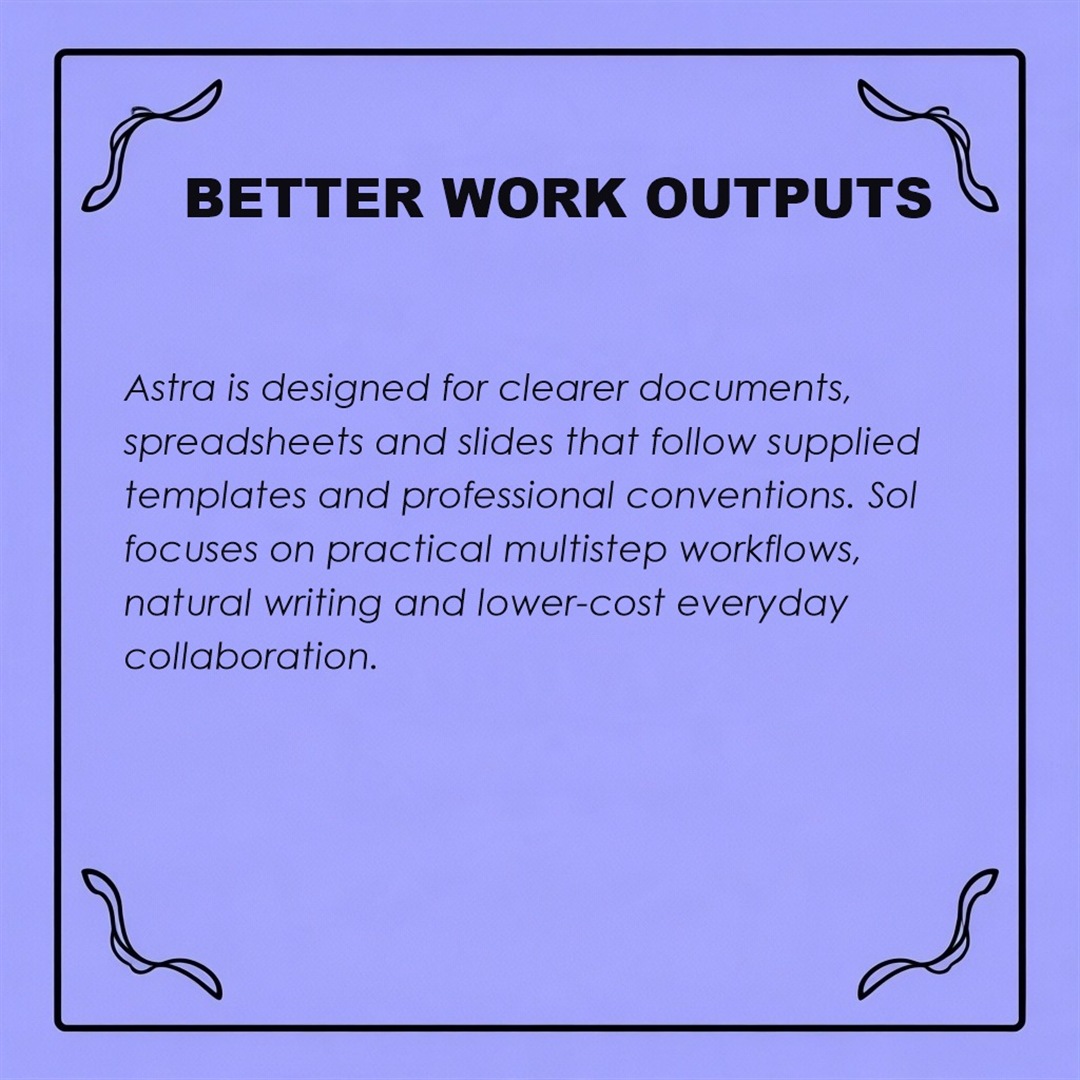 BETTER WORK OUTPUTS
Astra is designed for clearer documents,
spreadsheets and slides that follow supplied
templates and professional conventions. Sol
focuses on practical multistep workflows,
natural writing and lower-cost everyday
collaboration.